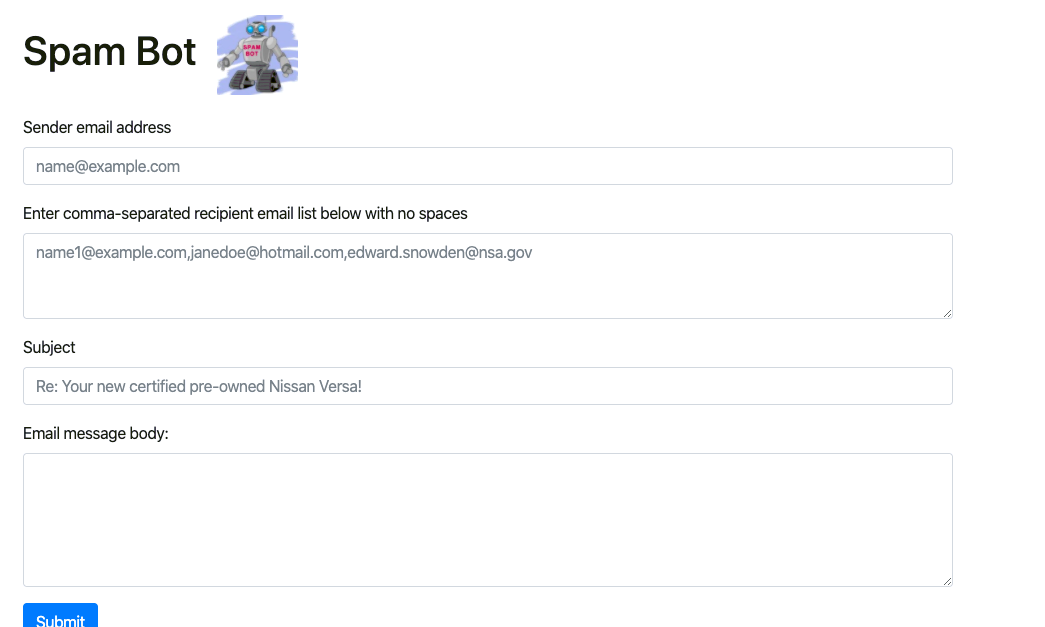 Spam Bot
SPAM
BOT
Sender email address
name@example.com
Enter comma-separated recipient email list below with no spaces
name1@example.com,janedoe@hotmail.com,edward.snowden@nsa.gov
Subject
Re: Your new certified pre-owned Nissan Versa!
Email message body:
Submit